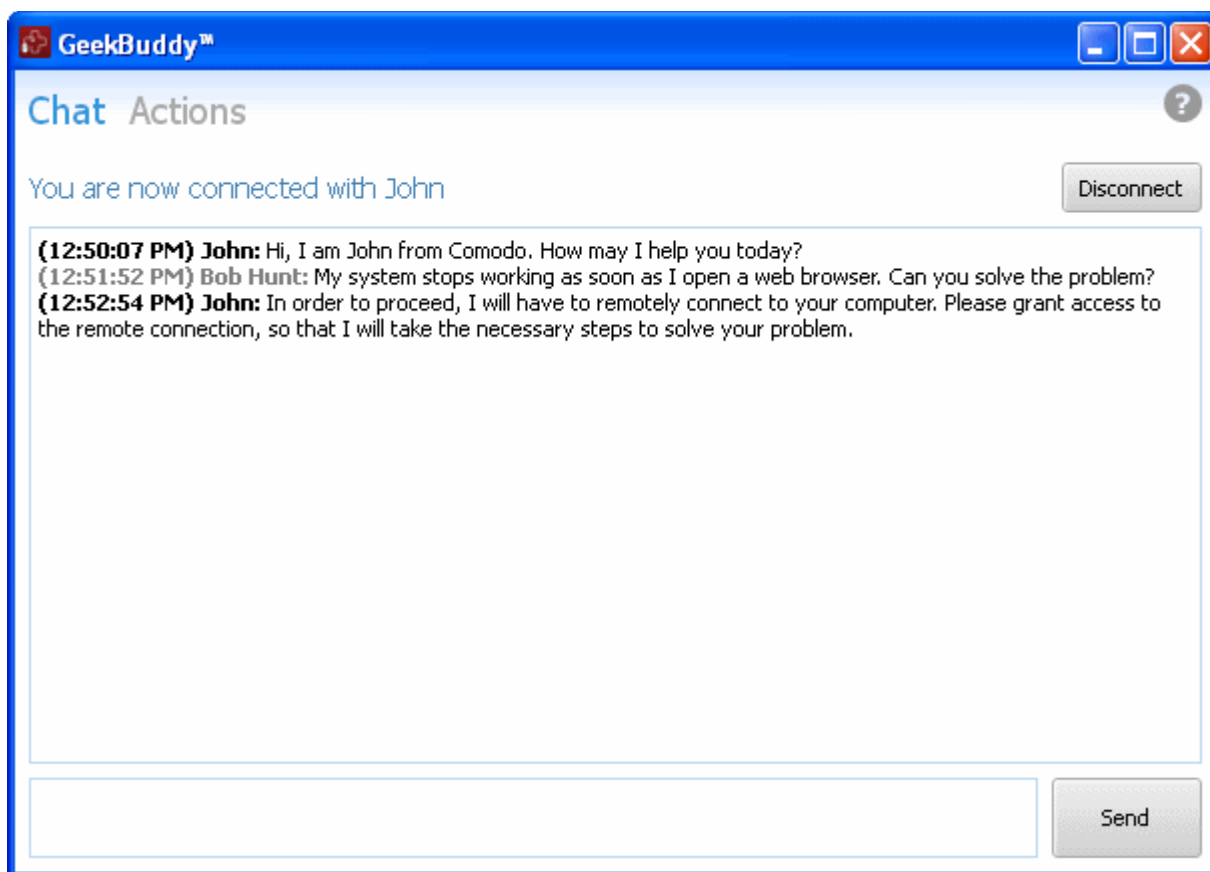 GeekBuddy™
Chat Actions
?
You are now connected with John
Disconnect
(12:50:07 PM) John: Hi, I am John from Comodo. How may I help you today?
(12:51:52 PM) Bob Hunt: My system stops working as soon as I open a web browser. Can you solve the problem?
(12:52:54 PM) John: In order to proceed, I will have to remotely connect to your computer. Please grant access to
the remote connection, so that I will take the necessary steps to solve your problem.
Send